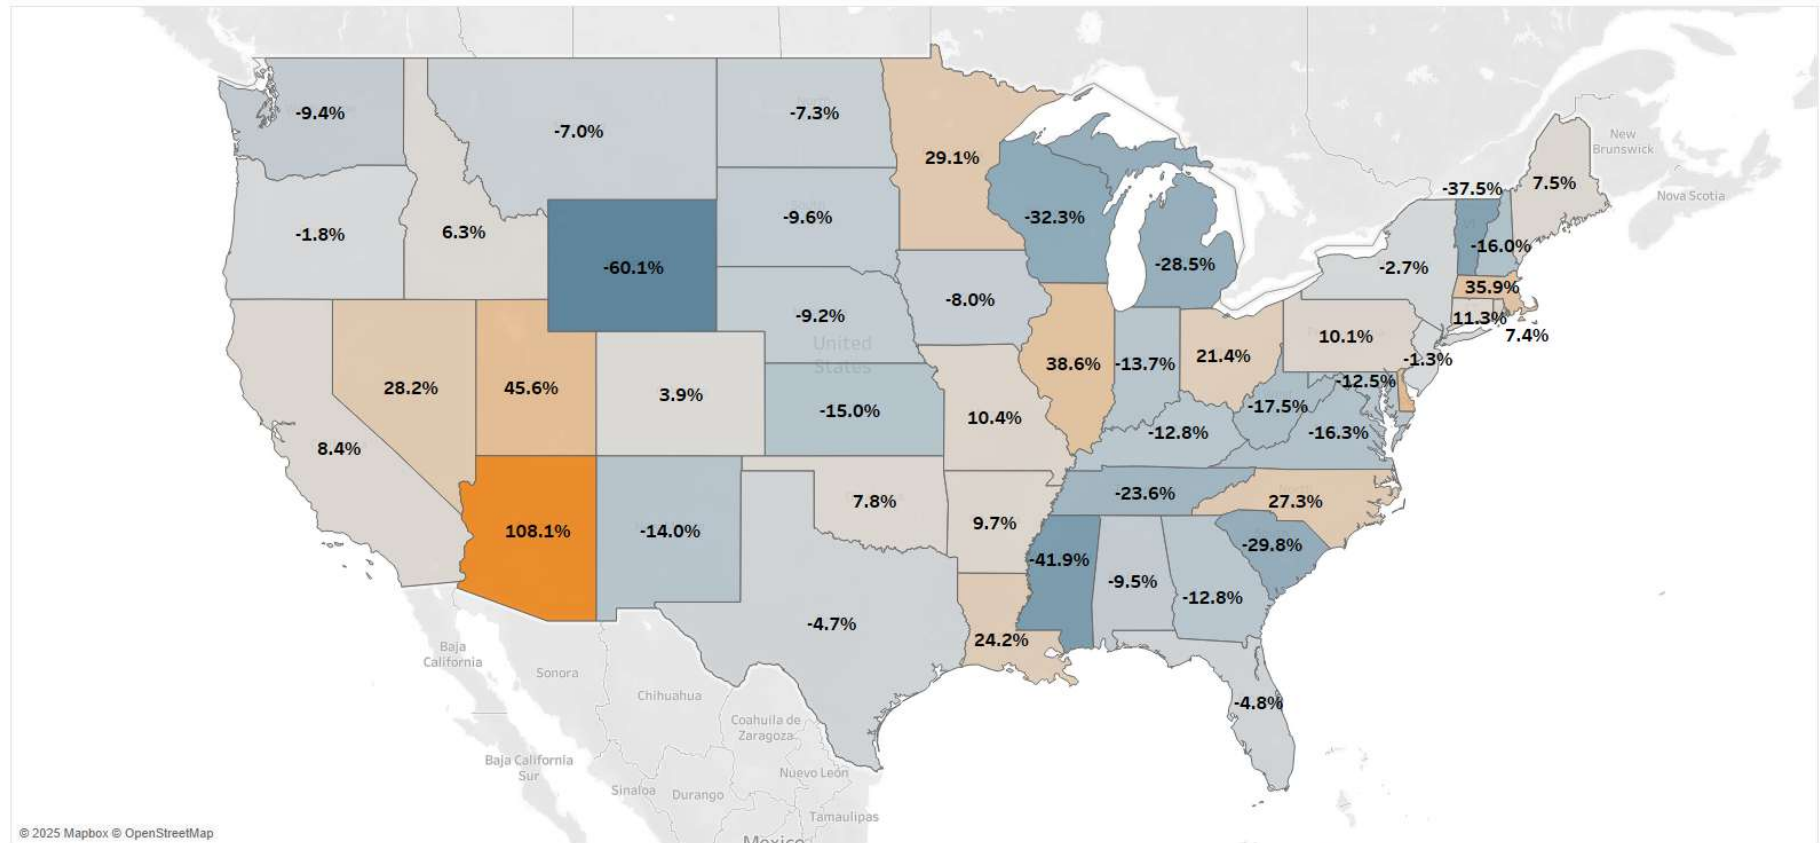 -9.4%
-7.0%
-7.3%
29.1%
New
Brunswick
7.5%
-37.5%
Nova Scotia
-1.8%
6.3%
-60.1%
-9.6%
-32.3%
-28.5%
-16.0%
-2.7%
35.9%
-8.0%
-9.2%
11.3%
7.4%
10.1%
United
States
-1.3%
28.2%
45.6%
3.9%
38.6%
-13.7%
21.4%
-12.5%
-15.0%
-17.5%
10.4%
-12.8%
-16.3%
8.4%
7.8%
-23.6%
27.3%
108.1%
-14.0%
9.7%
-41.9%
-29.8%
-9.5%
-12.8%
-4.7%
24.2%
-4.8%
Baja
California
Sonora
Chihuahua
Coahuila de
Zaragoza
Baja California
Sur
Nuevo León
Sinaloa
Durango
Tamaulipas
Mexico
© 2025 Mapbox © OpenStreetMap